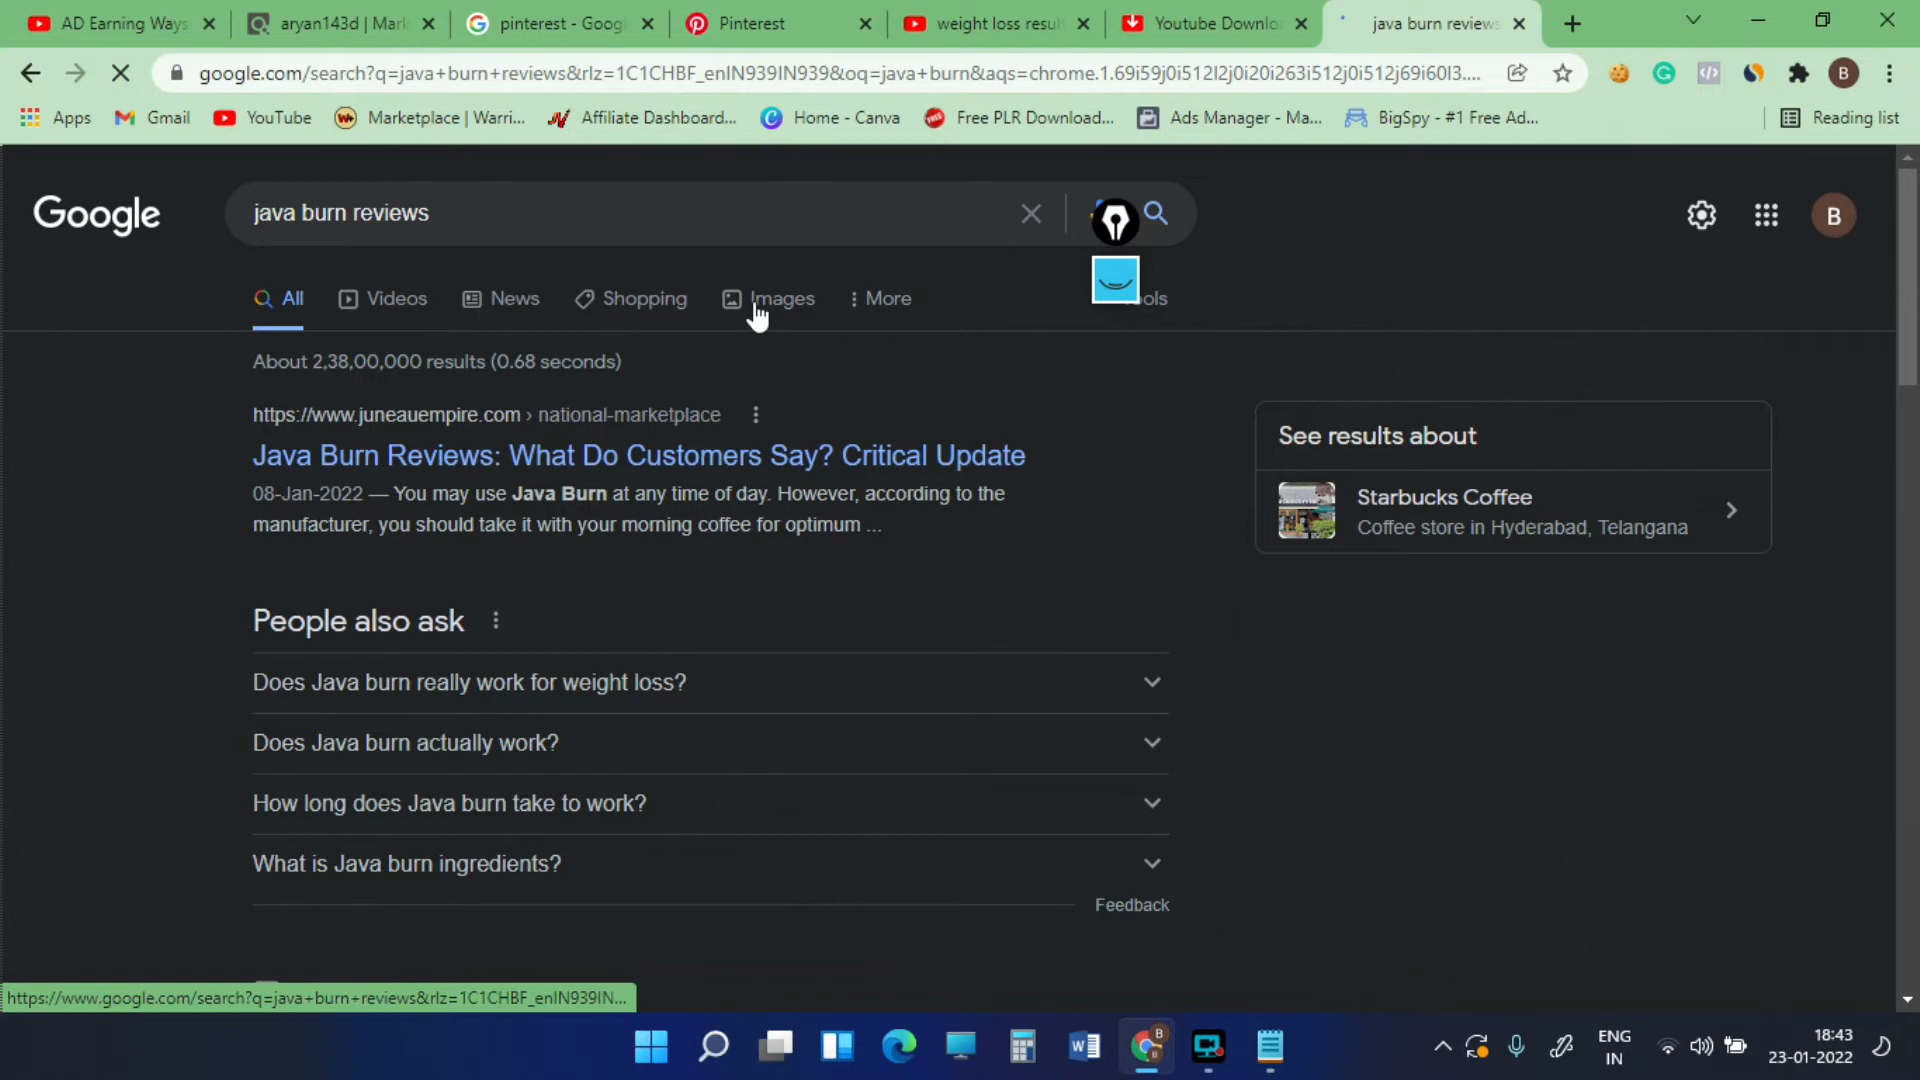 AD Earning Ways
aryan143d | Mark
pinterest - Goog
Pinterest
weight loss resul
Youtube Downlo
java burn reviews
google.com/search?q=java+burn+reviews&rlz=1C1CHBF_enIN939IN939&oq=java+burn&aqs=chrome.1.69i59j0i512l2j0i20i263i512j0i512j69i60l3....
B
Apps
Gmail
YouTube
Marketplace | Warri...
Affiliate Dashboard...
Home - Canva
Free PLR Download...
Ads Manager - Ma...
BigSpy - #1 Free Ad...
Reading list
Google
java burn reviews
B
All
Videos
News
Shopping
Images
More
About 2,38,00,000 results (0.68 seconds)
https://www.juneauempire.com › national-marketplace
Java Burn Reviews: What Do Customers Say? Critical Update
08-Jan-2022 — You may use Java Burn at any time of day. However, according to the
manufacturer, you should take it with your morning coffee for optimum ...
See results about
Starbucks Coffee
Coffee store in Hyderabad, Telangana
People also ask
Does Java burn really work for weight loss?
Does Java burn actually work?
How long does Java burn take to work?
What is Java burn ingredients?
Feedback
https://www.google.com/search?q=java+burn+reviews&rlz=1C1CHBF_enIN939IN...
ENG
IN
18:43
23-01-2022